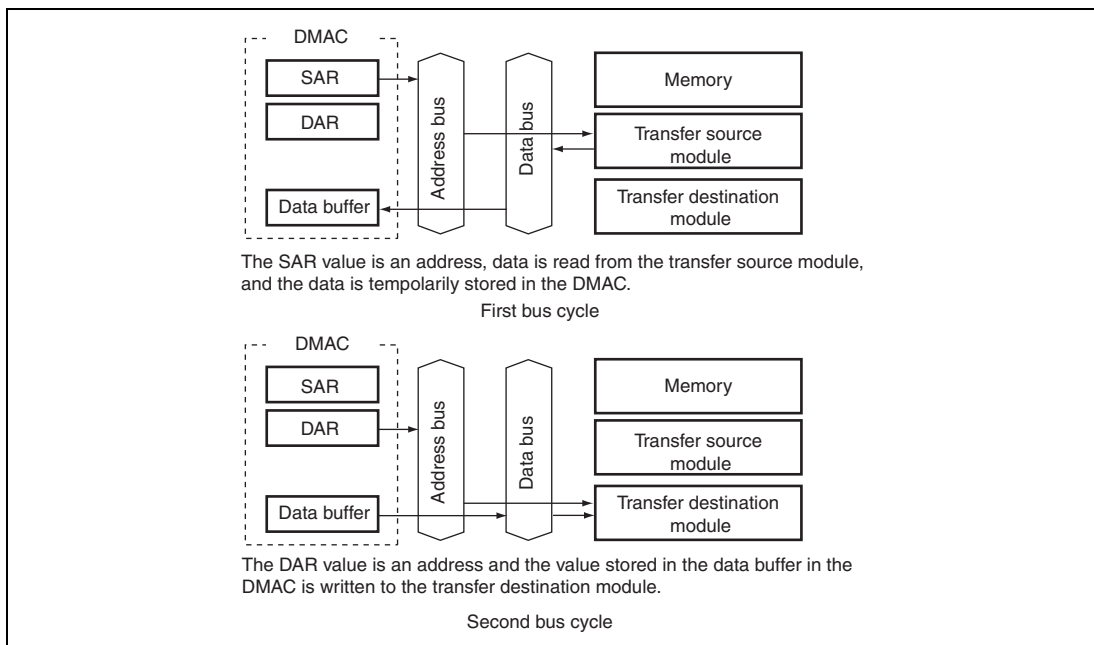 DMAC
SAR
DAR
Data buffer
Address bus
Data bus
Memory
Transfer source
module
Transfer destination
module
The SAR value is an address, data is read from the transfer source module,
and the data is tempolarily stored in the DMAC.
First bus cycle
DMAC
SAR
DAR
Data buffer
Address bus
Data bus
Memory
Transfer source
module
Transfer destination
module
The DAR value is an address and the value stored in the data buffer in the
DMAC is written to the transfer destination module.
Second bus cycle